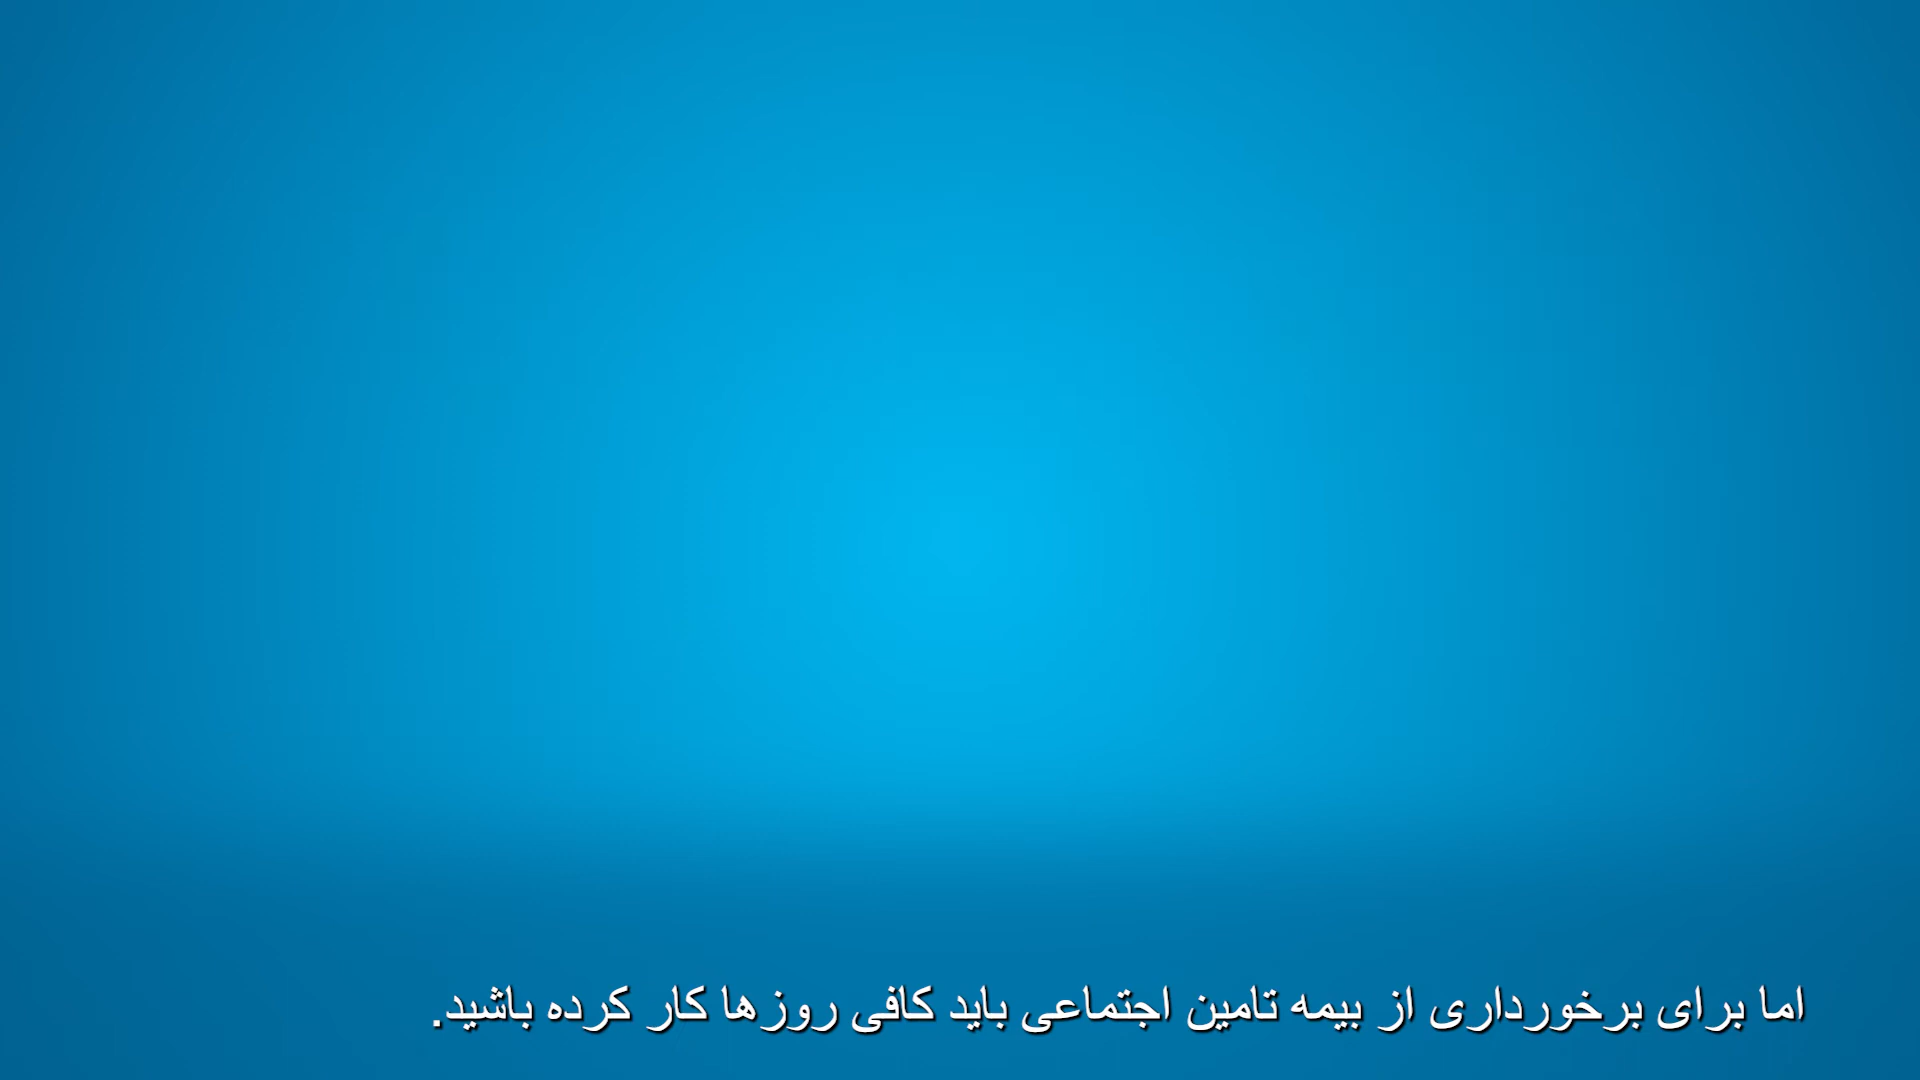 اما برای برخورداری از بیمه تامین اجتماعی باید کافی روزها کار کرده باشید.